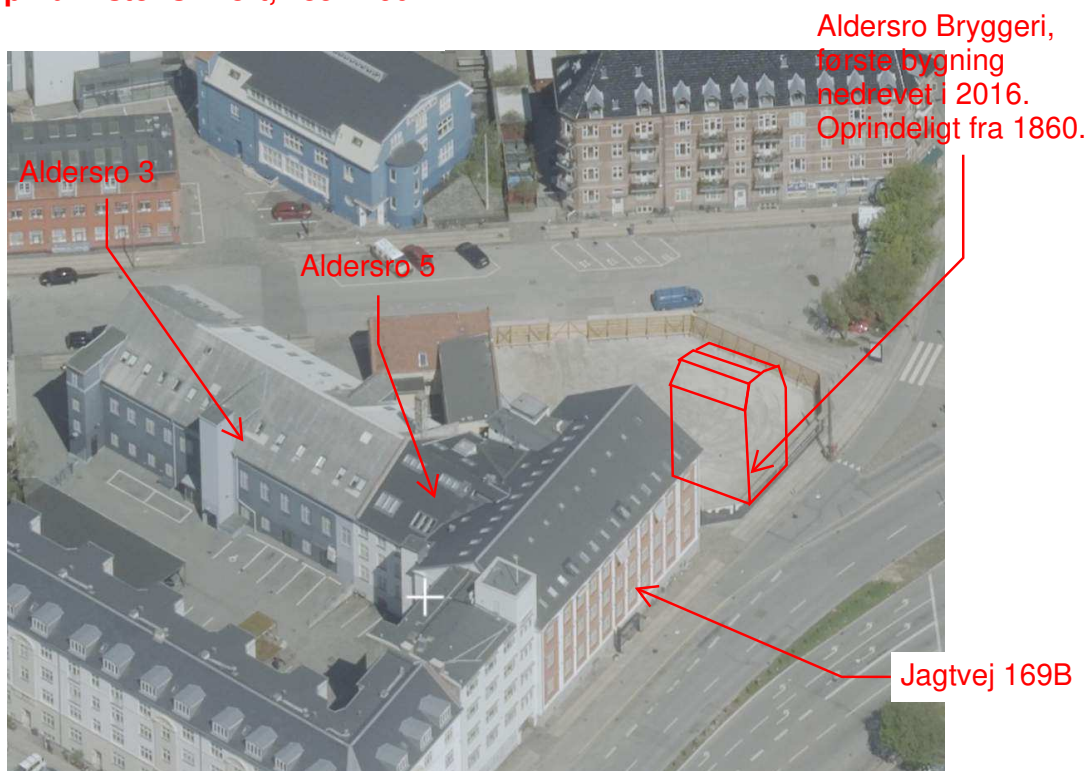 Aldersro Bryggeri,
første bygning
nedrevet i 2016.
Oprindeligt fra 1860.
Aldersro 3
Aldersro 5
Jagtvej 169B